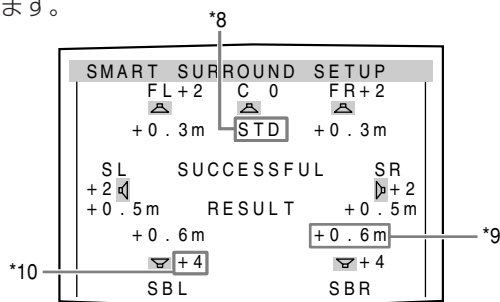 ます。
*8
SMART SURROUND SETUP
FL+2 C 0 FR+2
+0.3m STD +0.3m
SL SUCCESSFUL SR
+2 +2
+0.5m RESULT +0.5m
+0.6m +0.6m *9
*10 +4 +4
SBL SBR